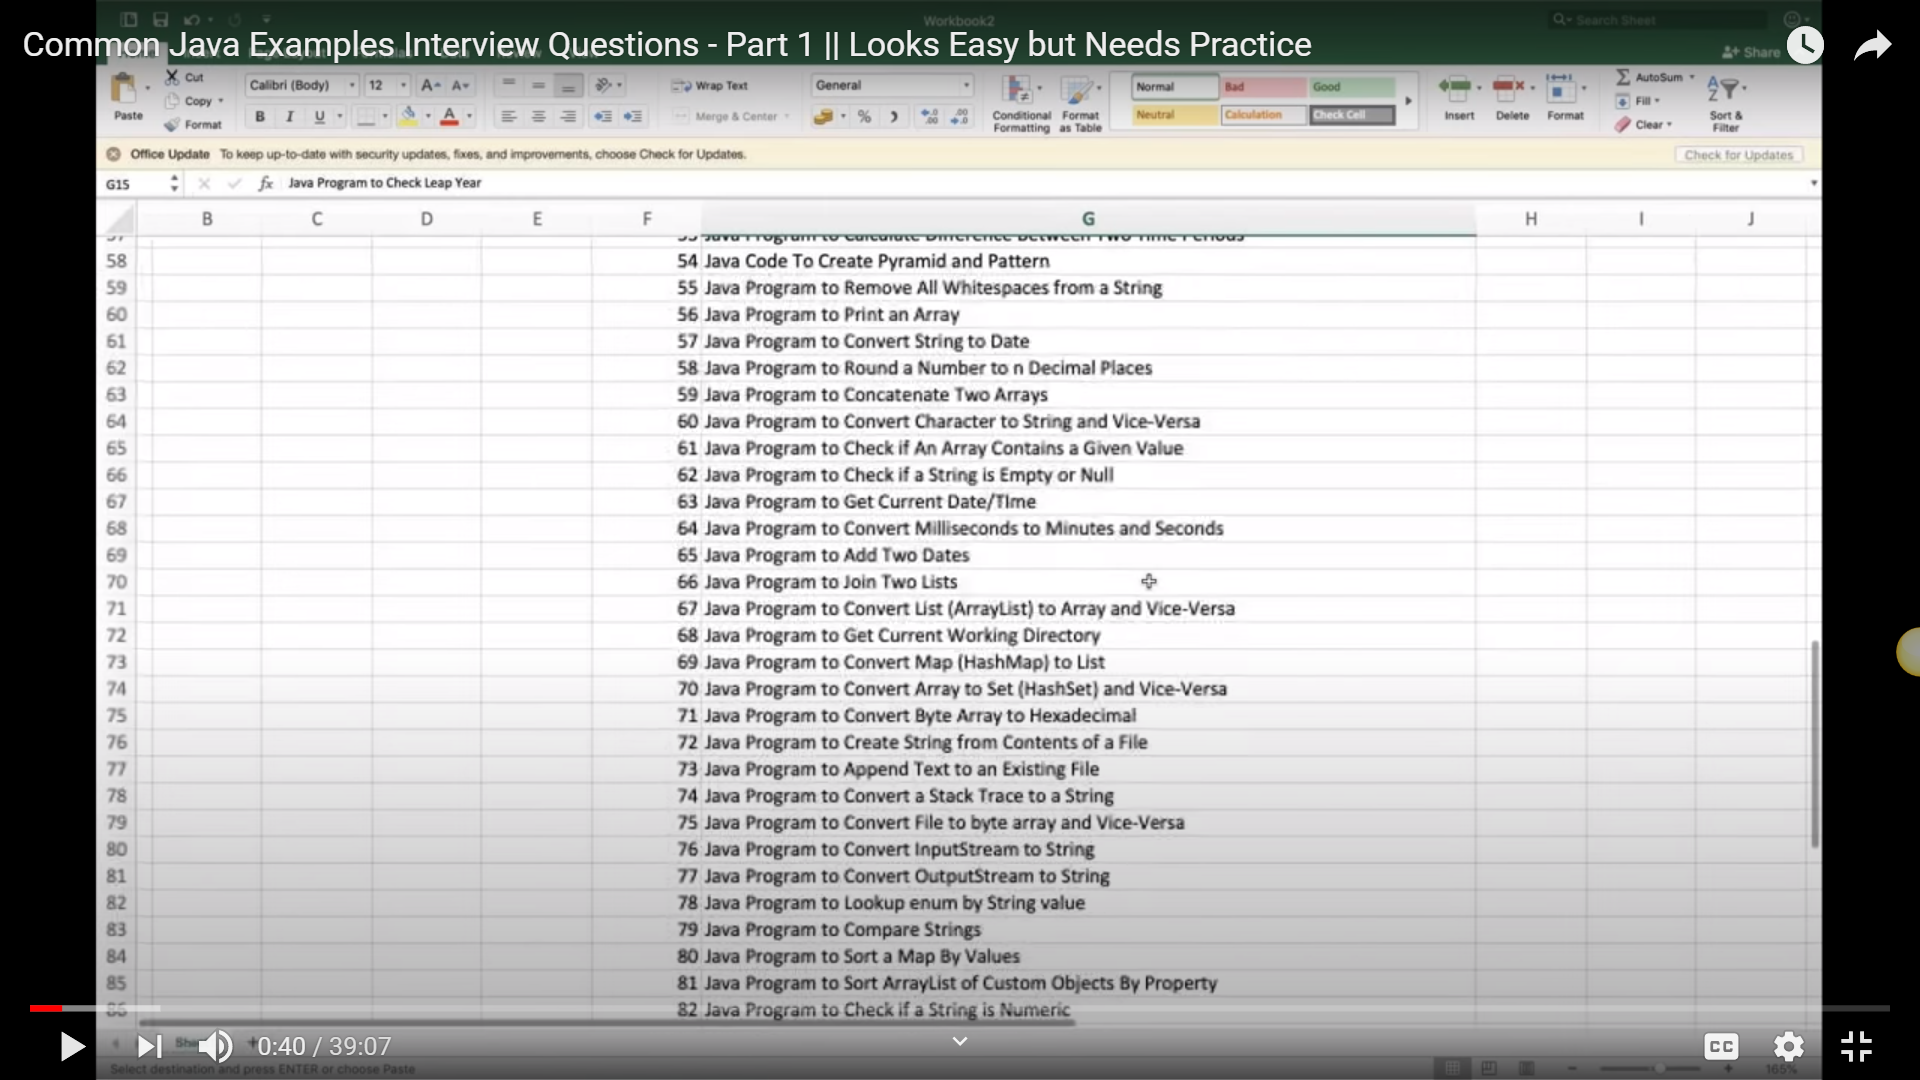 Workbook2
Search Sheet
Common Java Examples Interview Questions - Part 1 || Looks Easy but Needs Practice
Share
Cut
Calibri (Body) 12
Wrap Text
General
Normal Bad Good
AutoSum
Copy
Fill
Paste
Format
B I U
Merge & Center
%
Conditional Formatting
Format as Table
Neutral Calculation Check Cell
Insert Delete Format
Clear
Sort & Filter
Office Update To keep up-to-date with security updates, fixes, and improvements, choose Check for Updates.
Check for Updates
G15 fx Java Program to Check Leap Year
B C D E F G H I J
57 53 Java Program to Calculate Difference Between Two Time Periods
58 54 Java Code To Create Pyramid and Pattern
59 55 Java Program to Remove All Whitespaces from a String
60 56 Java Program to Print an Array
61 57 Java Program to Convert String to Date
62 58 Java Program to Round a Number to n Decimal Places
63 59 Java Program to Concatenate Two Arrays
64 60 Java Program to Convert Character to String and Vice-Versa
65 61 Java Program to Check if An Array Contains a Given Value
66 62 Java Program to Check if a String is Empty or Null
67 63 Java Program to Get Current Date/TIme
68 64 Java Program to Convert Milliseconds to Minutes and Seconds
69 65 Java Program to Add Two Dates
70 66 Java Program to Join Two Lists
71 67 Java Program to Convert List (ArrayList) to Array and Vice-Versa
72 68 Java Program to Get Current Working Directory
73 69 Java Program to Convert Map (HashMap) to List
74 70 Java Program to Convert Array to Set (HashSet) and Vice-Versa
75 71 Java Program to Convert Byte Array to Hexadecimal
76 72 Java Program to Create String from Contents of a File
77 73 Java Program to Append Text to an Existing File
78 74 Java Program to Convert a Stack Trace to a String
79 75 Java Program to Convert File to byte array and Vice-Versa
80 76 Java Program to Convert InputStream to String
81 77 Java Program to Convert OutputStream to String
82 78 Java Program to Lookup enum by String value
83 79 Java Program to Compare Strings
84 80 Java Program to Sort a Map By Values
85 81 Java Program to Sort ArrayList of Custom Objects By Property
86 82 Java Program to Check if a String is Numeric
0:40 / 39:07
CC
Select destination and press ENTER or choose Paste
165%